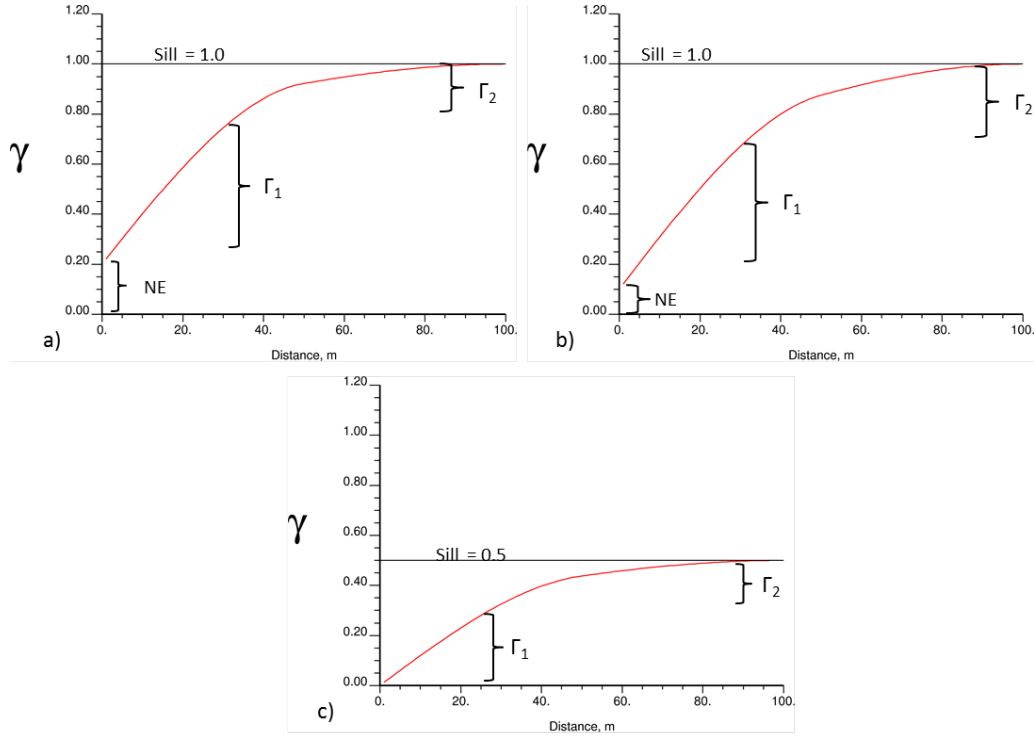 Sill = 1.0
1.20
1.00
0.80
0.60
0.40
0.20
0.00
γ
Γ1
Γ2
NE
0. 20. 40. 60. 80. 100.
a)
Distance, m
Sill = 1.0
1.20
1.00
0.80
0.60
0.40
0.20
0.00
γ
Γ1
Γ2
NE
0. 20. 40. 60. 80. 100.
b)
Distance, m
1.20
1.00
0.80
0.60
0.40
0.20
0.00
γ
Sill = 0.5
Γ1
Γ2
0. 20. 40. 60. 80. 100.
c)
Distance, m